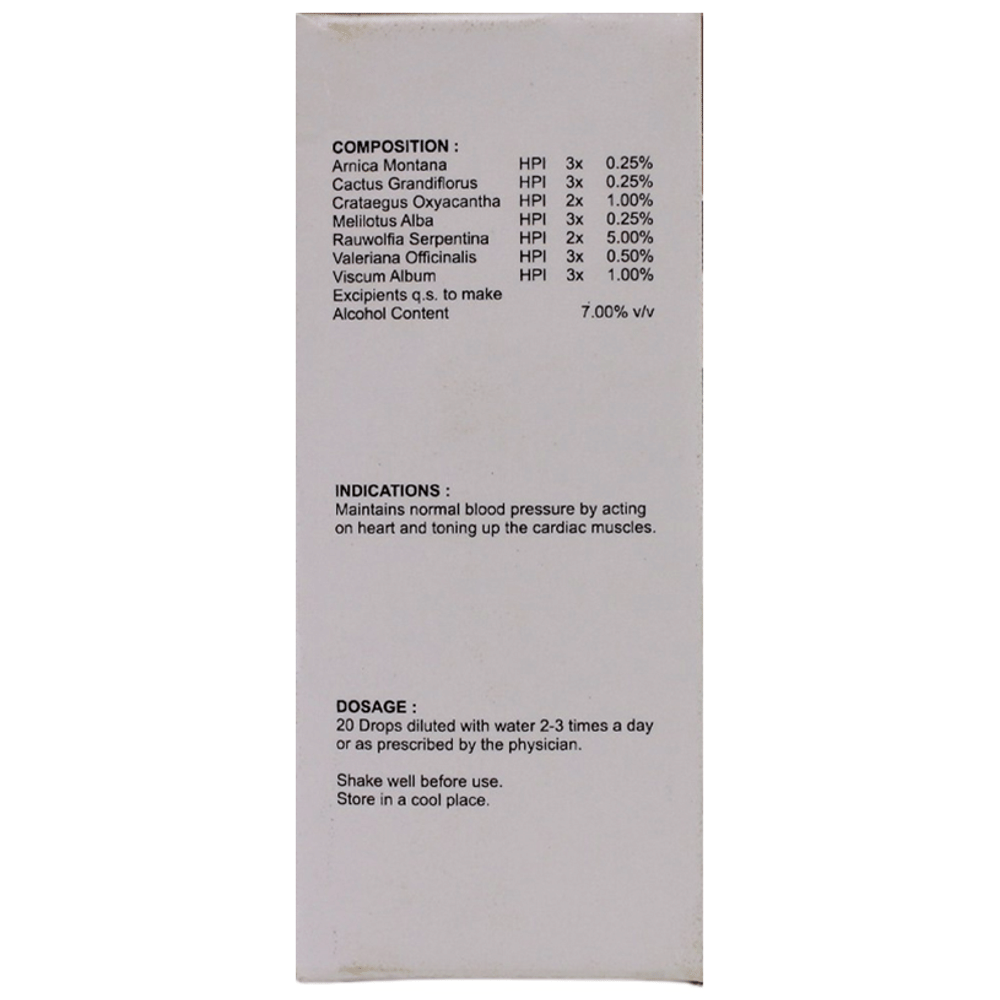 COMPOSITION :
Arnica Montana HPI 3x 0.25%
Cactus Grandiflorus HPI 3x 0.25%
Crataegus Oxyacantha HPI 2x 1.00%
Melilotus Alba HPI 3x 0.25%
Rauwolfia Serpentina HPI 2x 5.00%
Valeriana Officinalis HPI 3x 0.50%
Viscum Album HPI 3x 1.00%
Excipients q.s. to make
Alcohol Content 7.00% v/v
INDICATIONS :
Maintains normal blood pressure by acting
on heart and toning up the cardiac muscles.
DOSAGE :
20 Drops diluted with water 2-3 times a day
or as prescribed by the physician.
Shake well before use.
Store in a cool place.